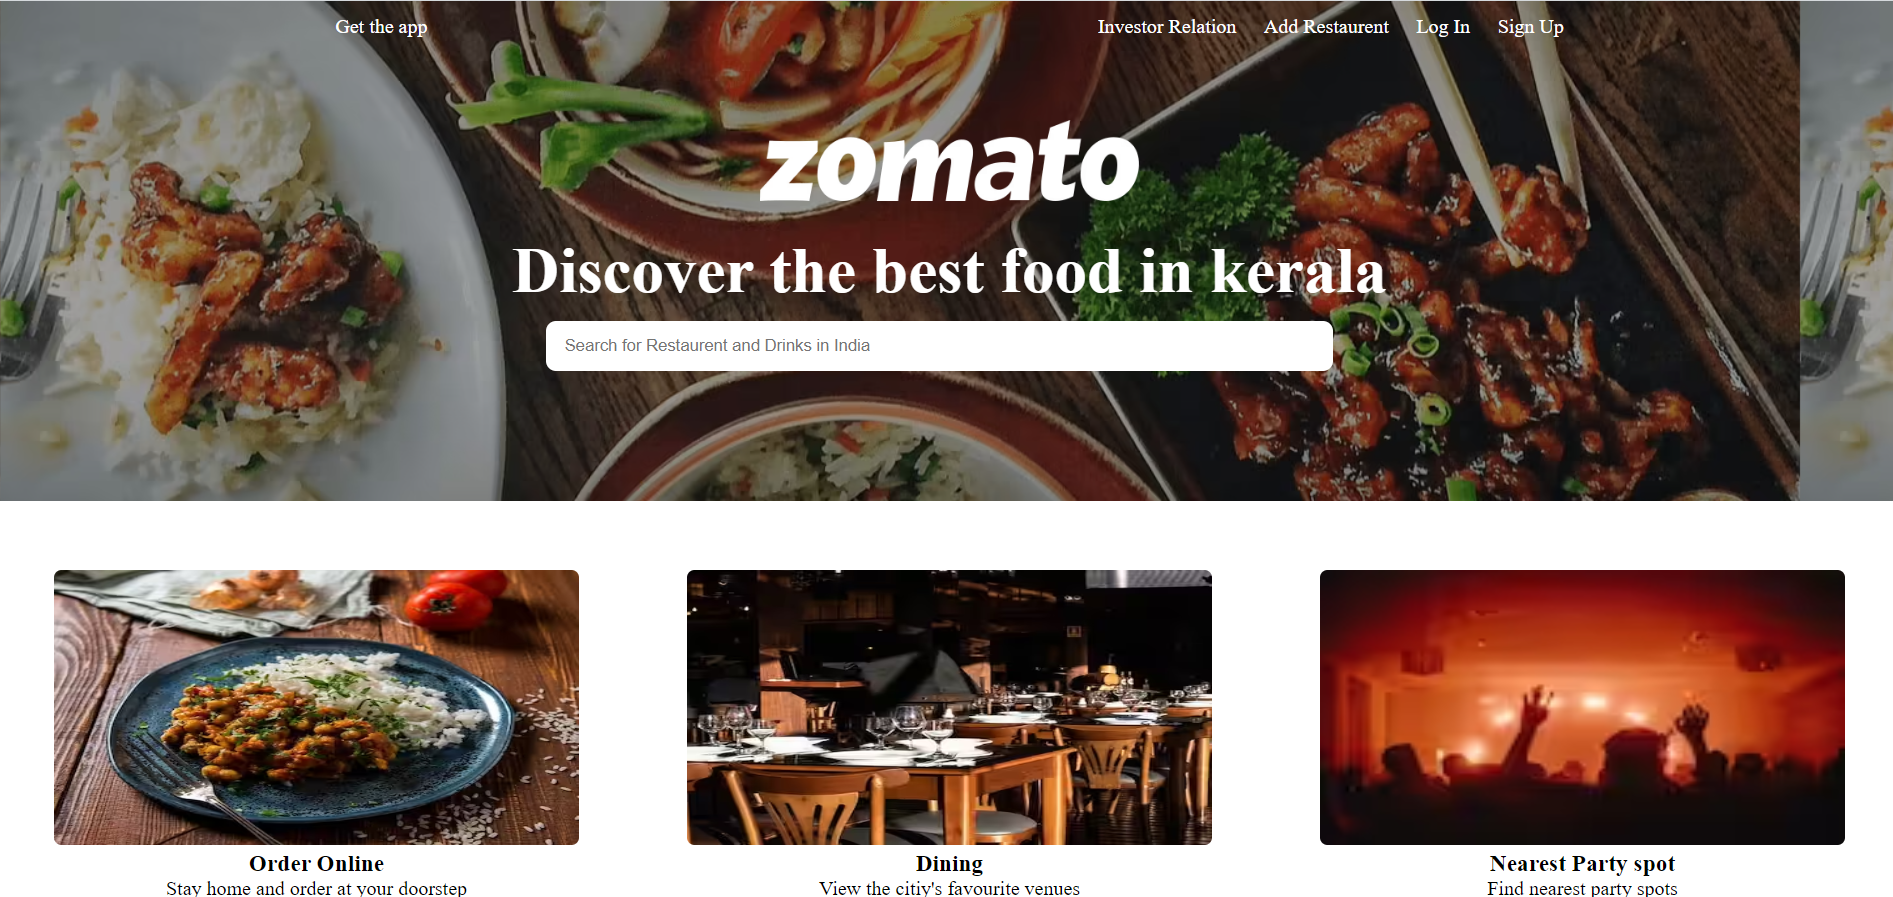 Get the app Investor Relation Add Restaurent Log In Sign Up
zomato
Discover the best food in kerala
Search for Restaurent and Drinks in India
Order Online Dining Nearest Party spot
Stay home and order at your doorstep View the citiy's favourite venues Find nearest party spots